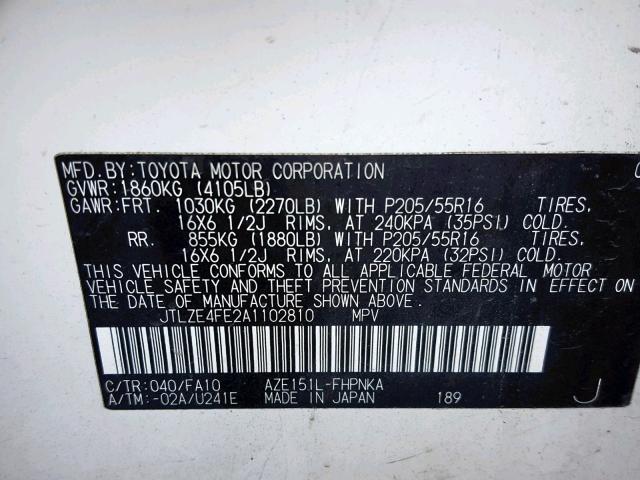 MFD.BY:TOYOTA MOTOR CORPORATION
GVWR:1860KG (4105LB)
GAWR:FRT. 1030KG (2270LB) WITH P205/55R16 TIRES,
16X6 1/2J RIMS, AT 240KPA (35PSI) COLD.
RR. 855KG (1880LB) WITH P205/55R16 TIRES,
16X6 1/2J RIMS, AT 220KPA (32PSI) COLD.
THIS VEHICLE CONFORMS TO ALL APPLICABLE FEDERAL MOTOR
VEHICLE SAFETY AND THEFT PREVENTION STANDARDS IN EFFECT ON
THE DATE OF MANUFACTURE SHOWN ABOVE.
JTLZE4FE2A1102810 MPV
C/TR:040/FA10 AZE151L-FHPNKA
A/TM:-02A/U241E MADE IN JAPAN 189 J